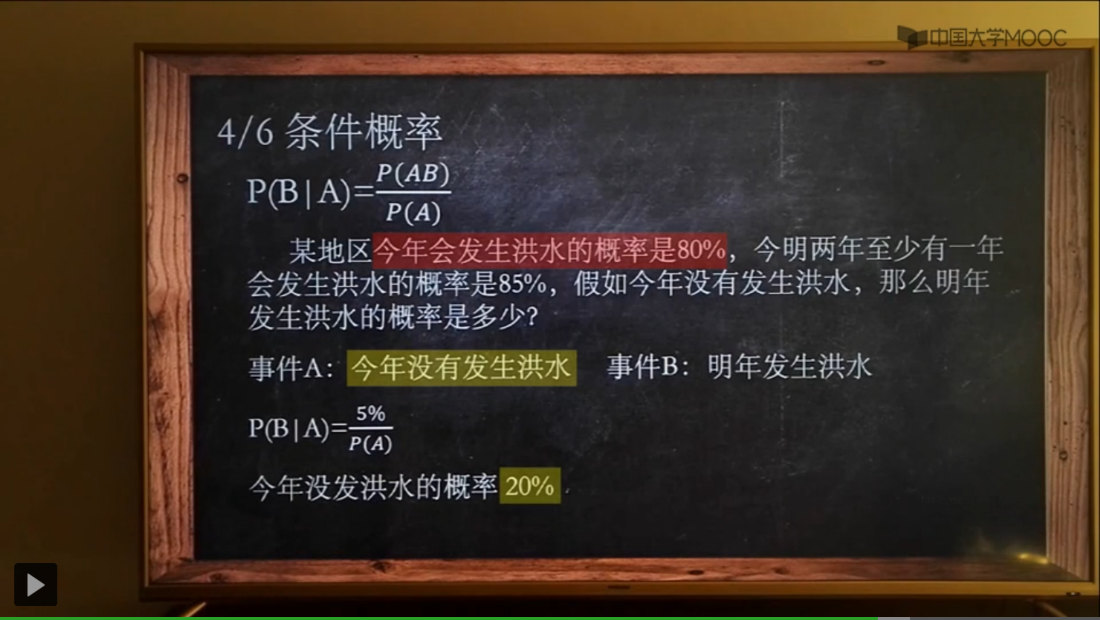 中国大学MOOC
4/6 条件概率
P(B|A)=P(AB)/P(A)
某地区今年会发生洪水的概率是80%，今明两年至少有一年
会发生洪水的概率是85%，假如今年没有发生洪水，那么明年
发生洪水的概率是多少？
事件A：今年没有发生洪水 事件B：明年发生洪水
P(B|A)=5%/P(A)
今年没发洪水的概率20%